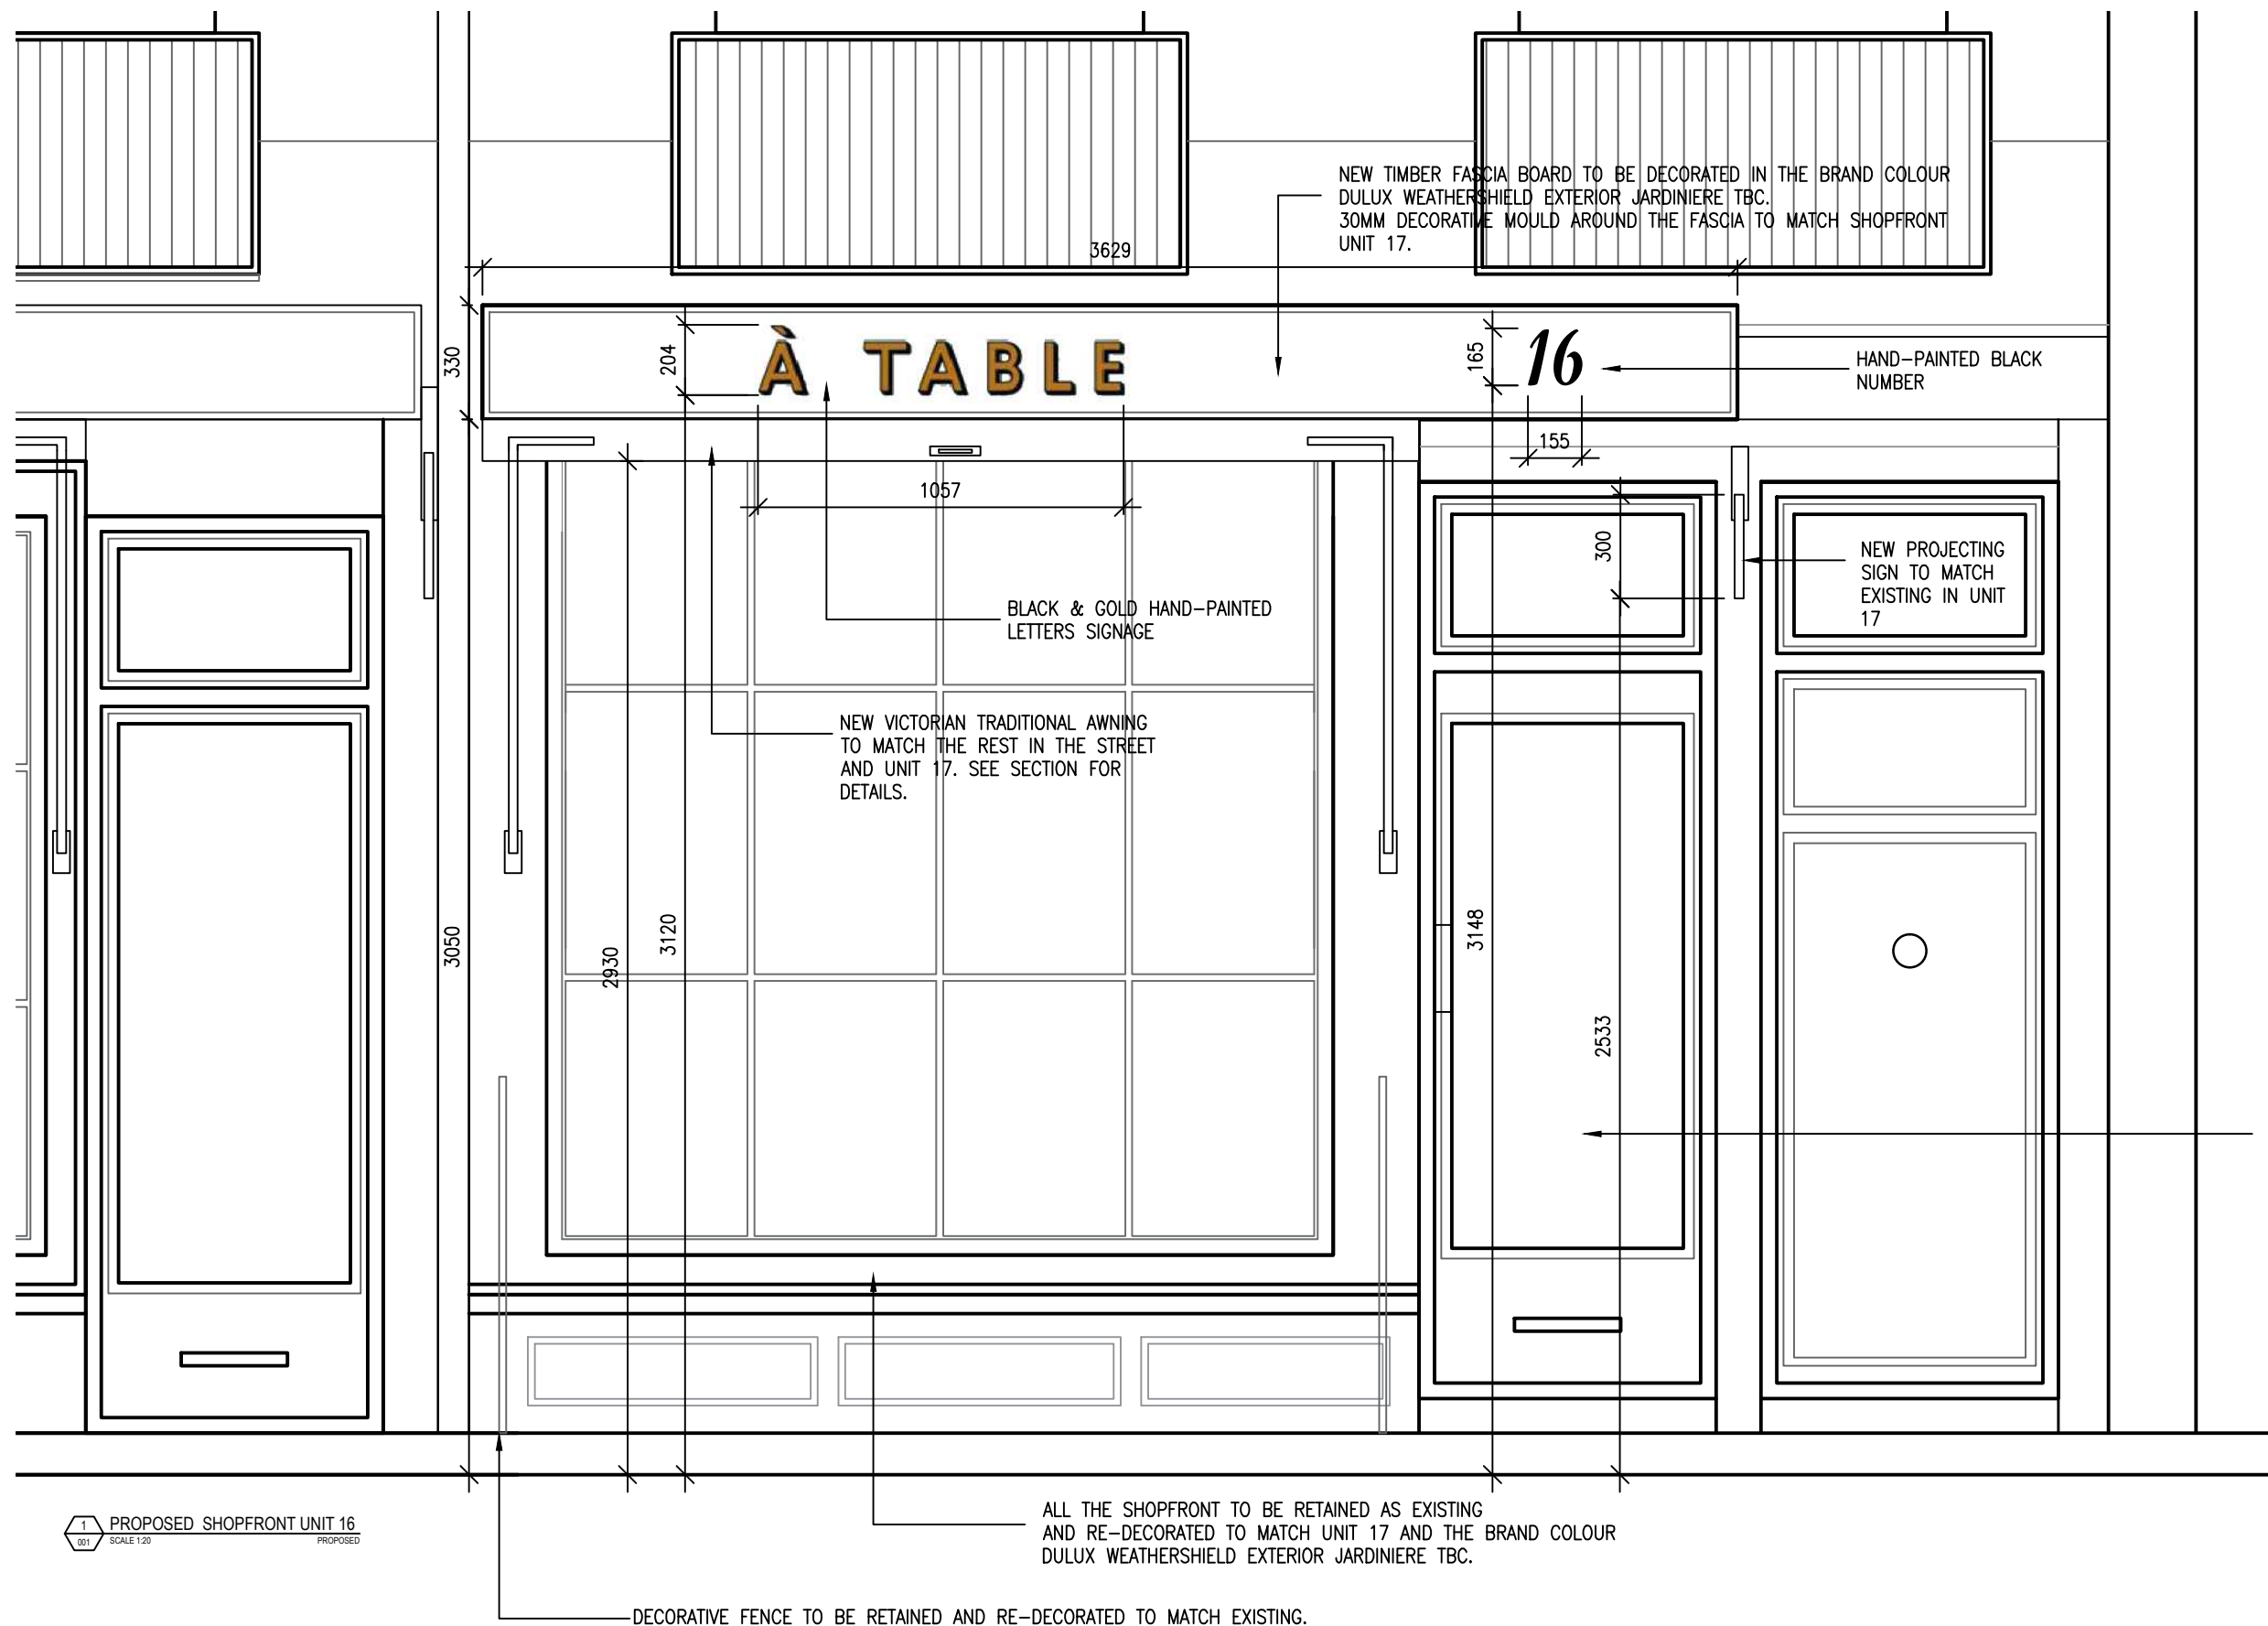 NEW TIMBER FASCIA BOARD TO BE DECORATED IN THE BRAND COLOUR
DULUX WEATHERSHIELD EXTERIOR JARDINIERE TBC.
30MM DECORATIVE MOULD AROUND THE FASCIA TO MATCH SHOPFRONT
UNIT 17.
3629
330
204
À TABLE
165
16
HAND-PAINTED BLACK
NUMBER
155
1057
300
NEW PROJECTING
SIGN TO MATCH
EXISTING IN UNIT
17
BLACK & GOLD HAND-PAINTED
LETTERS SIGNAGE
NEW VICTORIAN TRADITIONAL AWNING
TO MATCH THE REST IN THE STREET
AND UNIT 17. SEE SECTION FOR
DETAILS.
3050
2930
3120
3148
2533
ALL THE SHOPFRONT TO BE RETAINED AS EXISTING
AND RE-DECORATED TO MATCH UNIT 17 AND THE BRAND COLOUR
DULUX WEATHERSHIELD EXTERIOR JARDINIERE TBC.
1
001
PROPOSED SHOPFRONT UNIT 16
SCALE 1:20 PROPOSED
DECORATIVE FENCE TO BE RETAINED AND RE-DECORATED TO MATCH EXISTING.